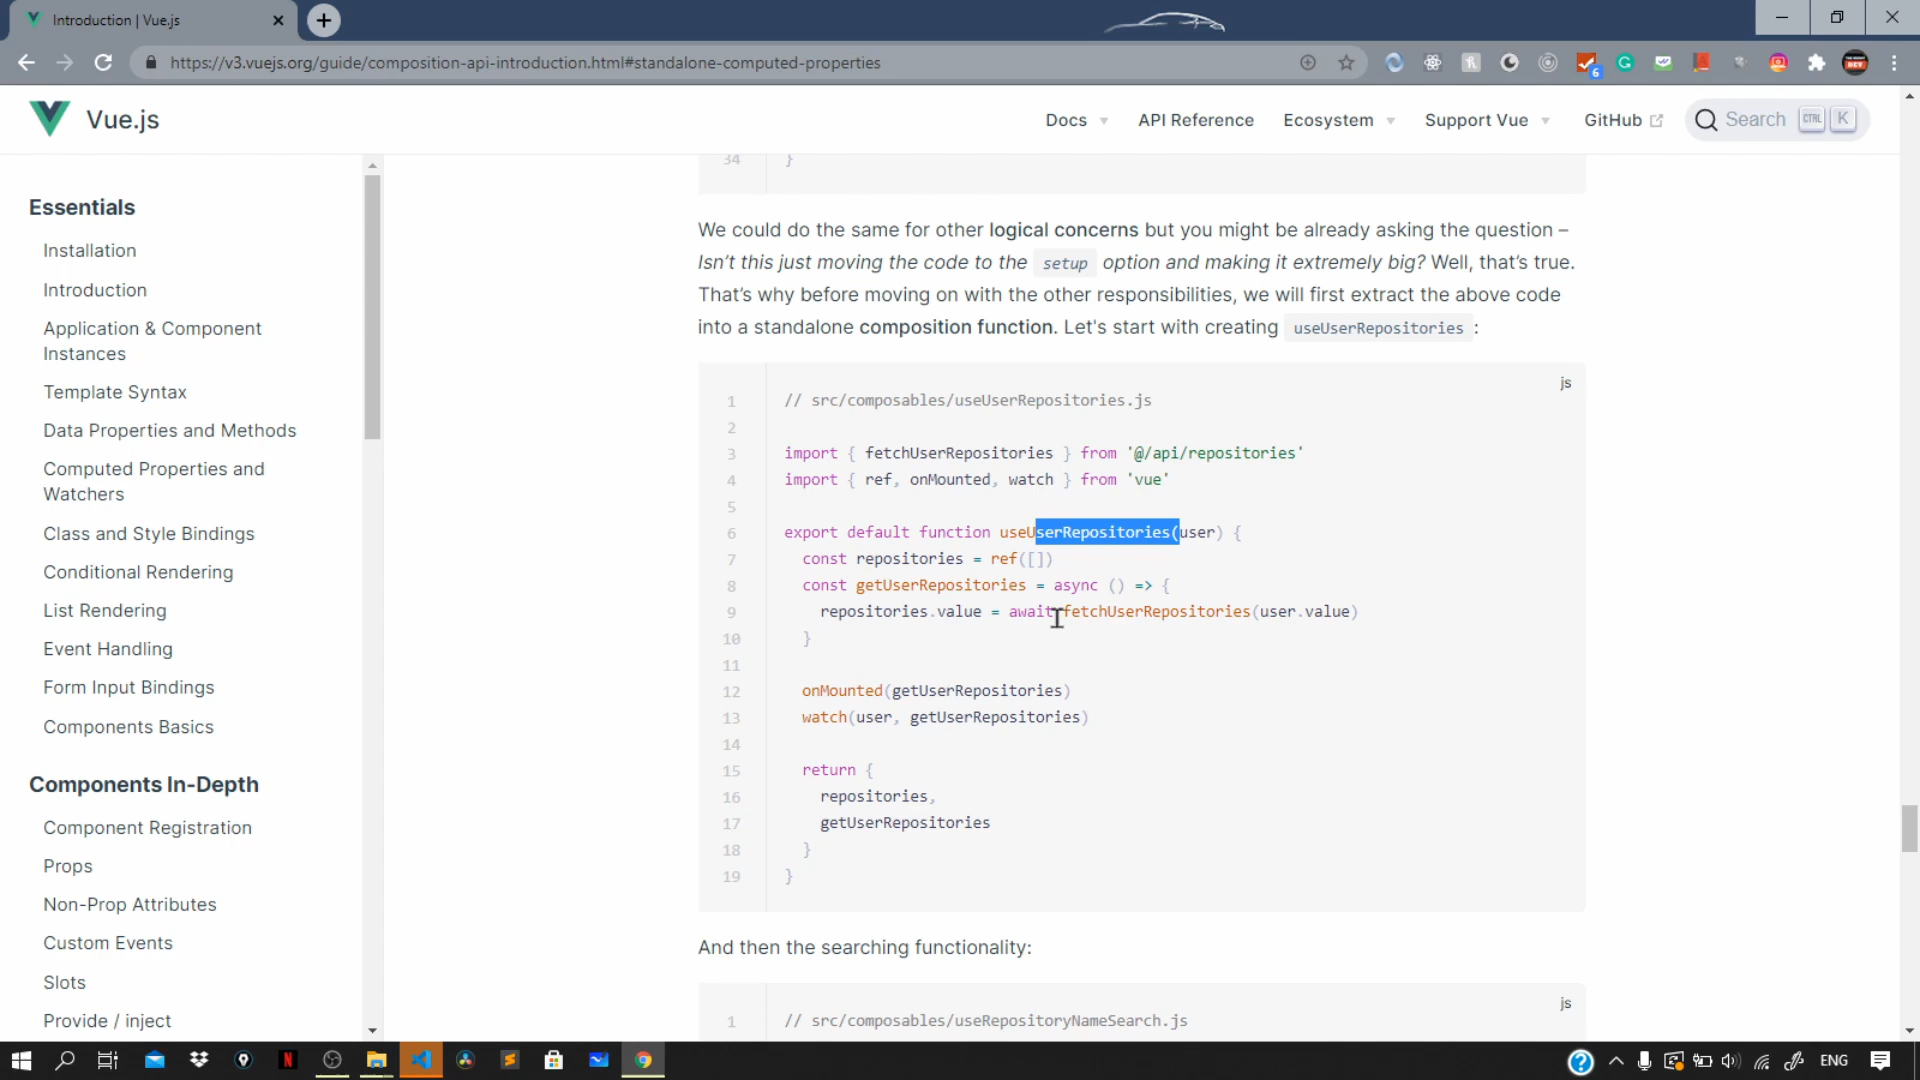 Introduction | Vue.js
https://v3.vuejs.org/guide/composition-api-introduction.html#standalone-computed-properties
6
Vue.js
Docs
API Reference
Ecosystem
Support Vue
GitHub
Search
CTRL
K
Essentials
Installation
Introduction
Application & Component
Instances
Template Syntax
Data Properties and Methods
Computed Properties and
Watchers
Class and Style Bindings
Conditional Rendering
List Rendering
Event Handling
Form Input Bindings
Components Basics
Components In-Depth
Component Registration
Props
Non-Prop Attributes
Custom Events
Slots
Provide / inject
34 }
We could do the same for other logical concerns but you might be already asking the question –
Isn't this just moving the code to the setup option and making it extremely big? Well, that's true.
That's why before moving on with the other responsibilities, we will first extract the above code
into a standalone composition function. Let's start with creating useUserRepositories :
js
1 // src/composables/useUserRepositories.js
2
3 import { fetchUserRepositories } from '@/api/repositories'
4 import { ref, onMounted, watch } from 'vue'
5
6 export default function useUserRepositories(user) {
7 const repositories = ref([])
8 const getUserRepositories = async () => {
9 repositories.value = await fetchUserRepositories(user.value)
10 }
11
12 onMounted(getUserRepositories)
13 watch(user, getUserRepositories)
14
15 return {
16 repositories,
17 getUserRepositories
18 }
19 }
And then the searching functionality:
js
1 // src/composables/useRepositoryNameSearch.js
ENG